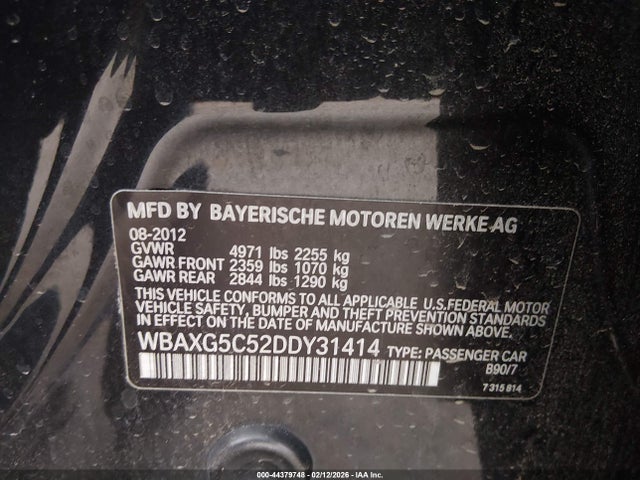 MFD BY BAYERISCHE MOTOREN WERKE AG
08-2012
GVWR 4971 lbs 2255 kg
GAWR FRONT 2359 lbs 1070 kg
GAWR REAR 2844 lbs 1290 kg
THIS VEHICLE CONFORMS TO ALL APPLICABLE U.S.FEDERAL MOTOR
VEHICLE SAFETY, BUMPER AND THEFT PREVENTION
STANDARDS IN EFFECT ON THE DATE OF MANUFACTURE SHOWN ABOVE.
WBAXG5C52DDY31414 TYPE: PASSENGER CAR
B90/7
7 315 814
000-44379748 - 02/12/2026 - IAA Inc.